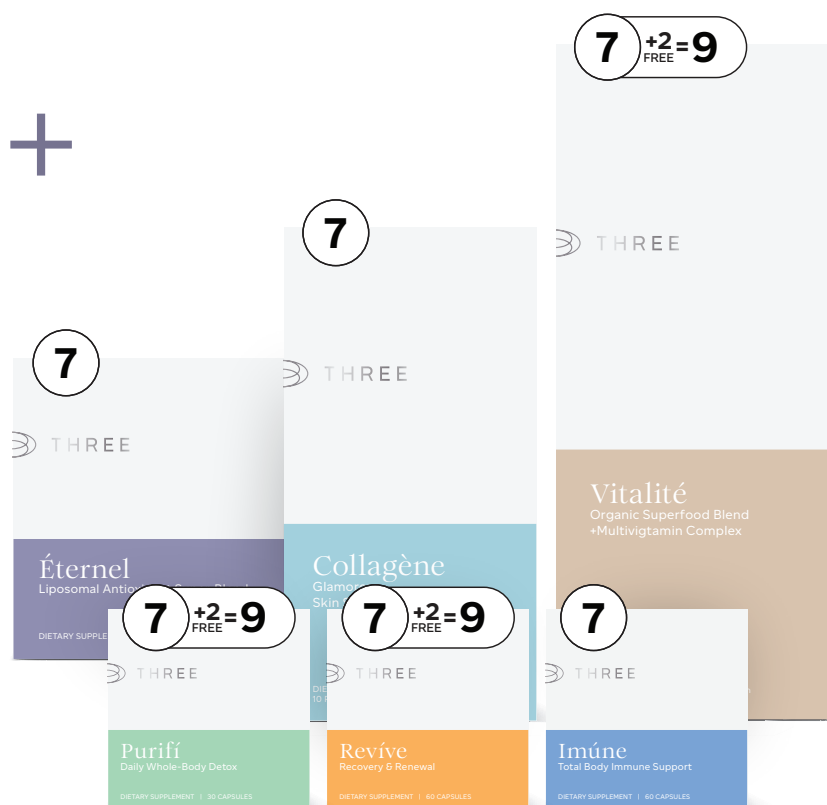 7 +2 FREE = 9
THREE
Vitalité
Organic Superfood Blend
+Multivigtamin Complex
7
THREE
Collagène
Skin
7
THREE
Éternel
Liposomal
DIETARY
7 +2 FREE = 9
THREE
Purifí
Daily Whole-Body Detox
DIETARY SUPPLEMENT | 30 CAPSULES
7 +2 FREE = 9
THREE
Revíve
Recovery & Renewal
DIETARY SUPPLEMENT | 60 CAPSULES
7
THREE
Imúne
Total Body Immune Support
DIETARY SUPPLEMENT | 60 CAPSULES